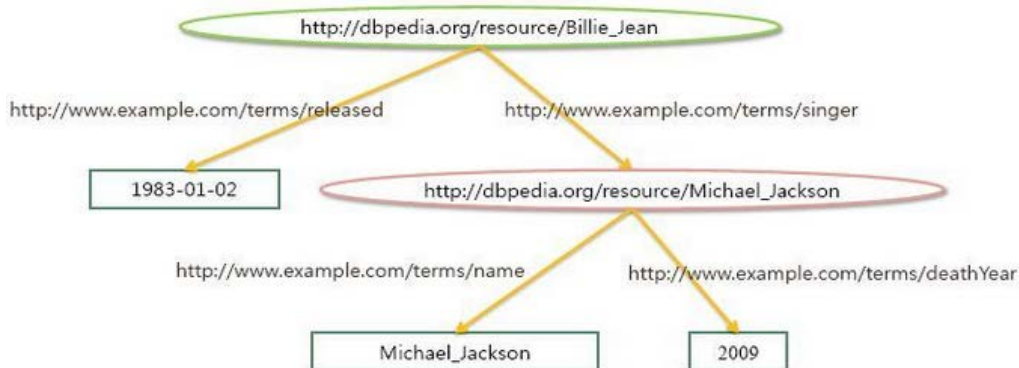 http://dbpedia.org/resource/Billie_Jean
http://www.example.com/terms/released
http://www.example.com/terms/singer
1983-01-02
http://dbpedia.org/resource/Michael_Jackson
http://www.example.com/terms/name
http://www.example.com/terms/deathYear
Michael_Jackson
2009